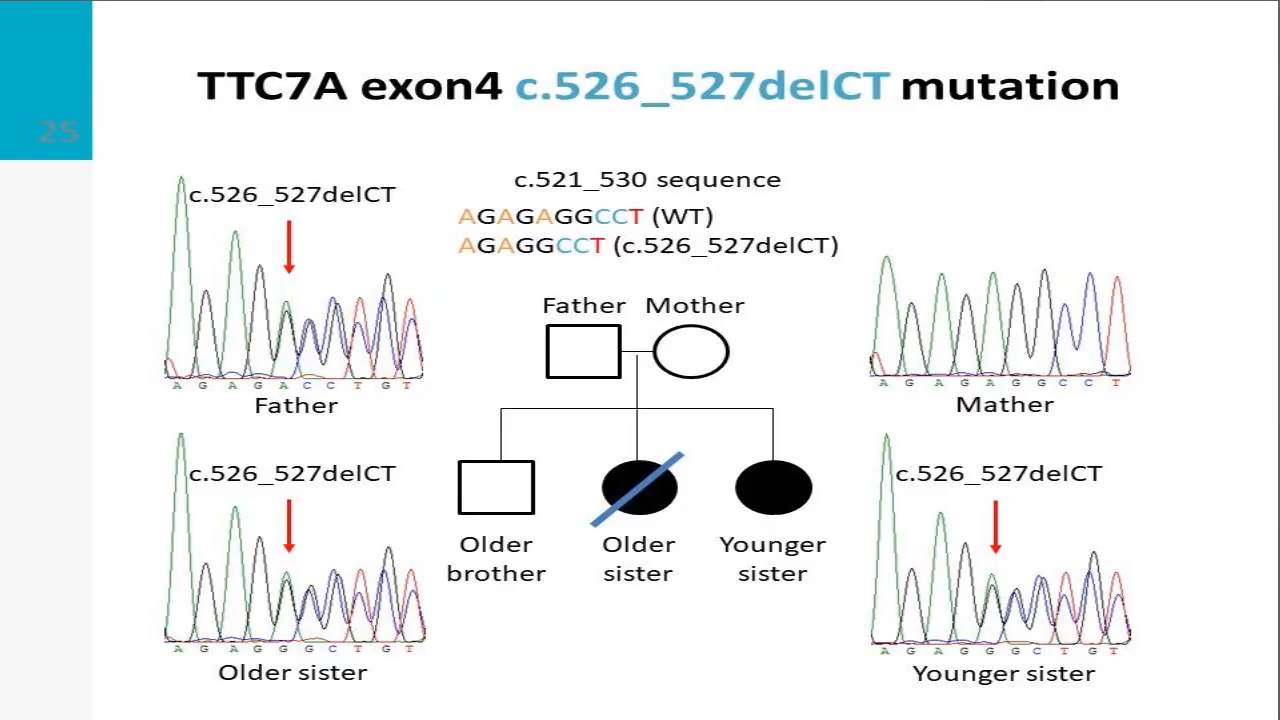 TTC7A exon4 c.526_527delCT mutation
25
c.526_527delCT
c.521_530 sequence
AGAGAGGCCT (WT)
AGAGGCCT (c.526_527delCT)
Father Mother
A G A G A C C T G T
Father
A G A G A G G C C T
Mather
c.526_527delCT
c.526_527delCT
Older brother
Older sister
Younger sister
A G A G G G C T G T
Older sister
A G A G G G C T G T
Younger sister